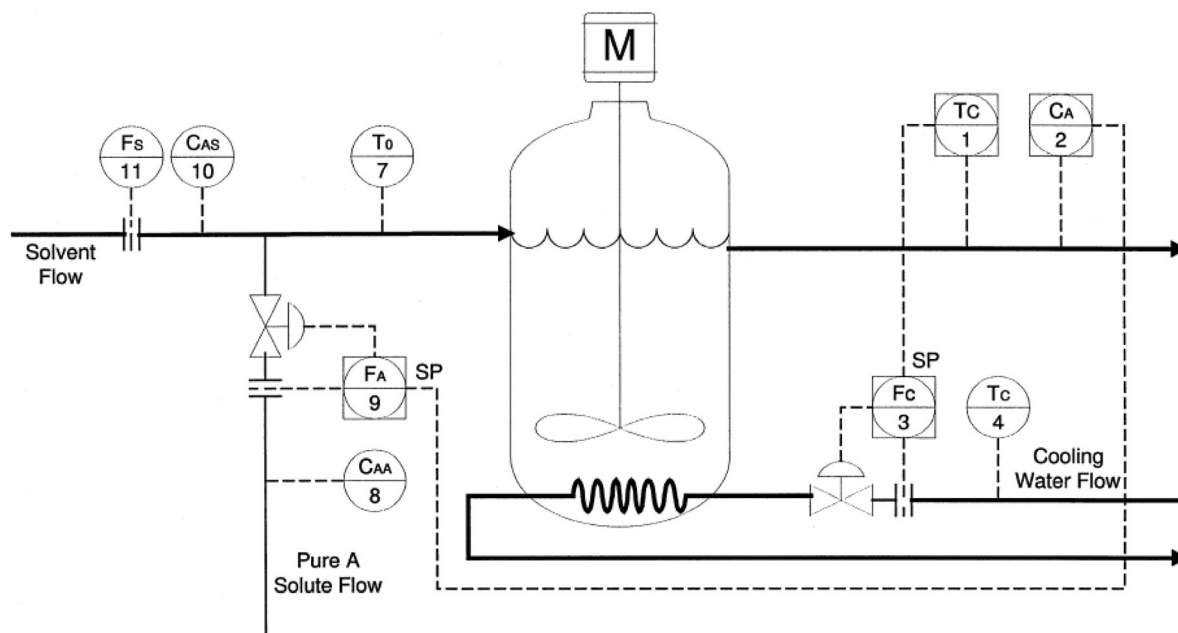 M
Fs
11
CAS
10
T0
7
Tc
1
CA
2
Solvent
Flow
FA
9
SP
SP
Fc
3
Tc
4
CAA
8
Cooling
Water Flow
Pure A
Solute Flow